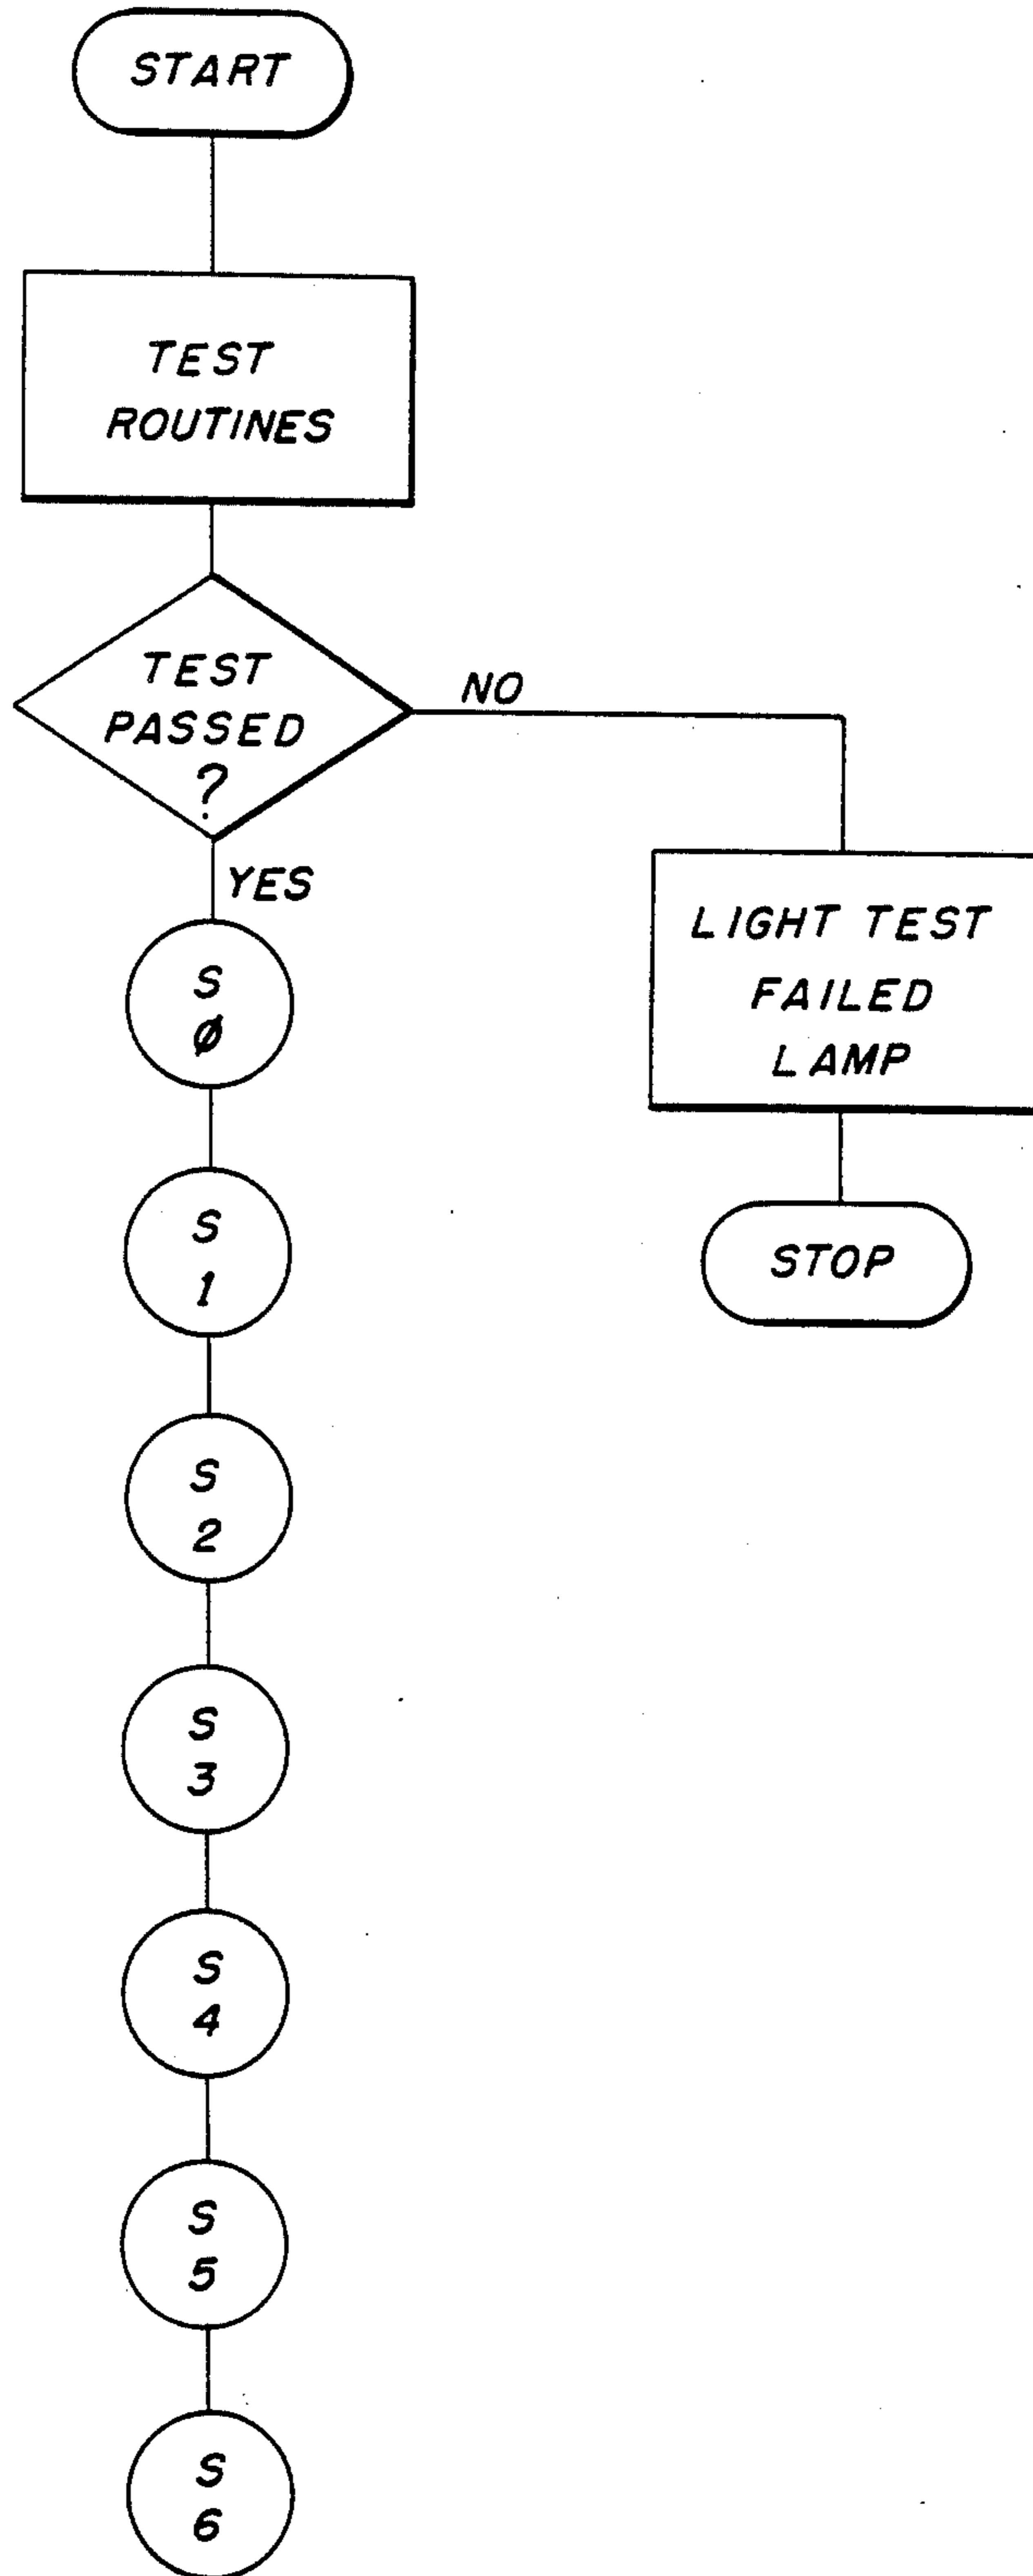 START
TEST
ROUTINES
TEST
PASSED
?
NO
YES
LIGHT TEST
FAILED
LAMP
STOP
S
Ø
S
1
S
2
S
3
S
4
S
5
S
6